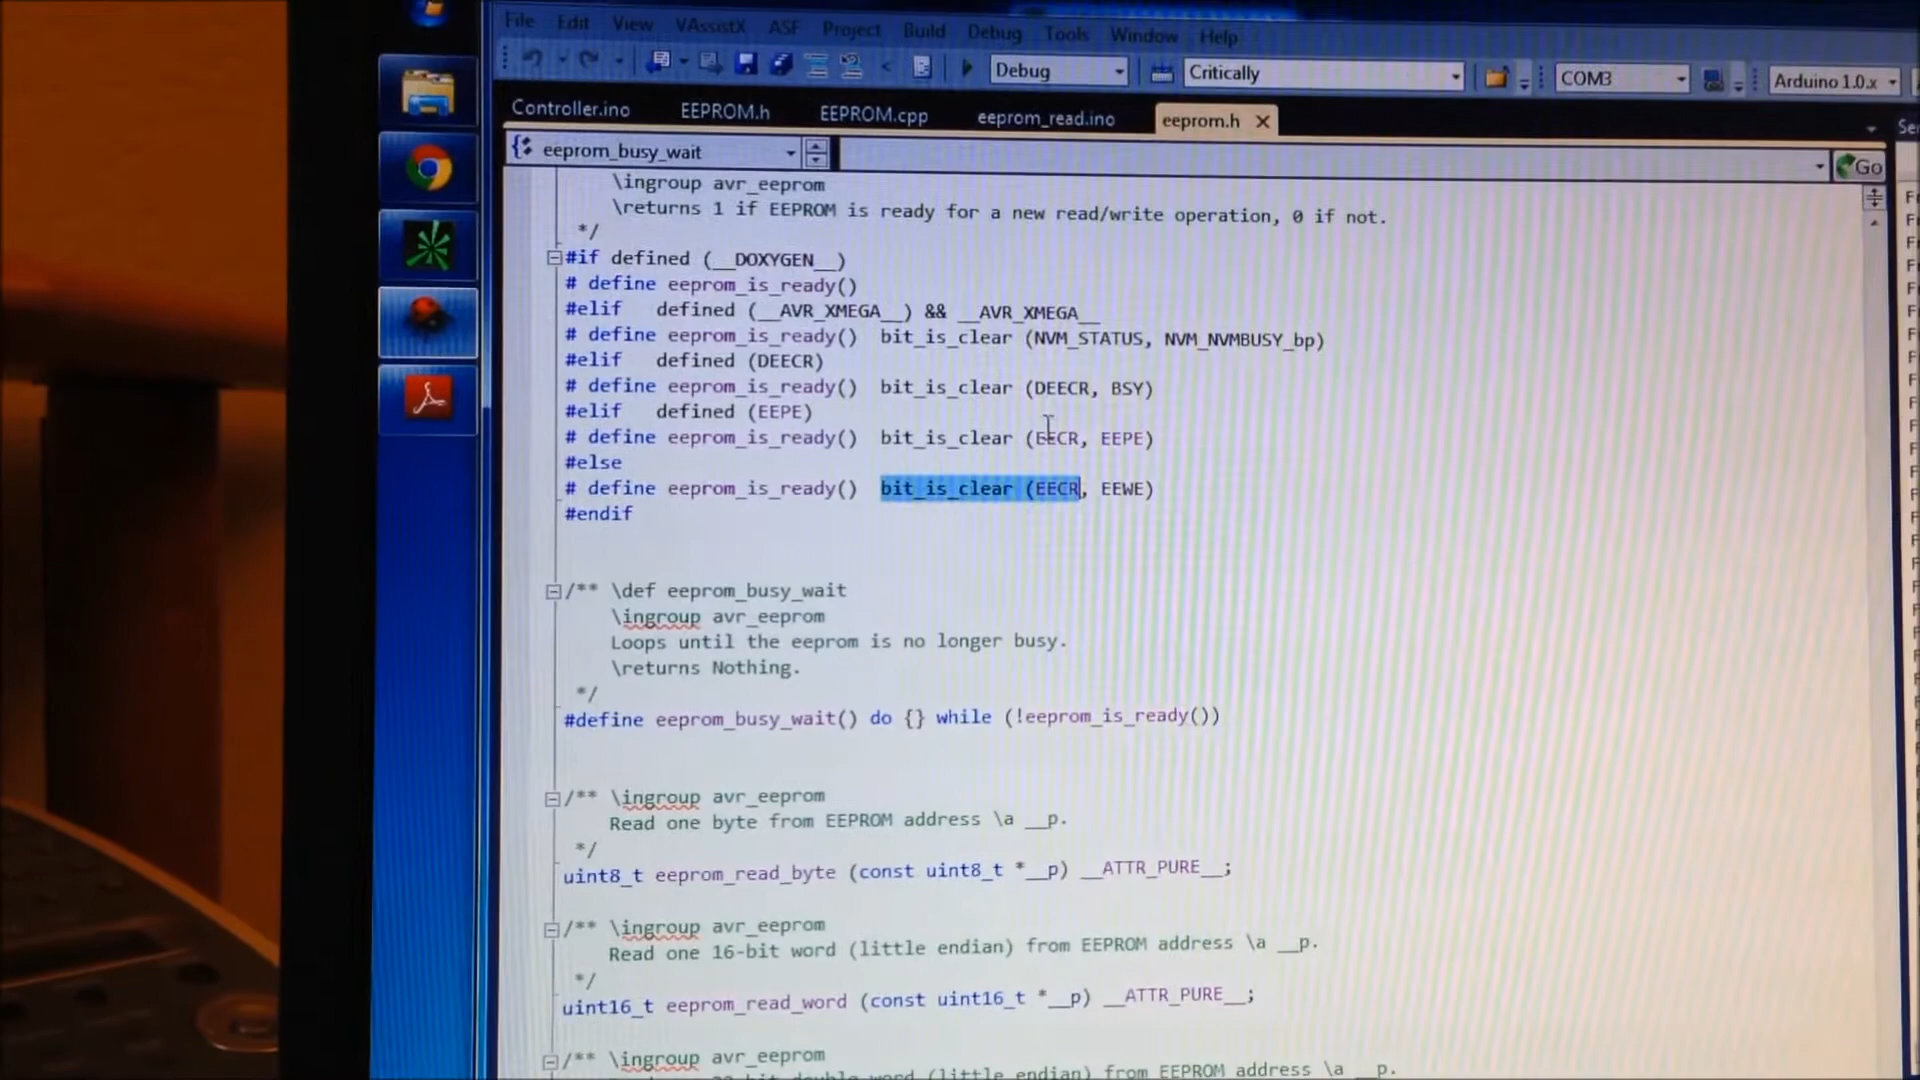 File Edit View VAssistX ASF Project Build Debug Tools Window Help
Debug Critically COM3 Arduino 1.0.x
Controller.ino EEPROM.h EEPROM.cpp eeprom_read.ino eeprom.h
eeprom_busy_wait Go
\ingroup avr_eeprom
\returns 1 if EEPROM is ready for a new read/write operation, 0 if not.
*/
#if defined (__DOXYGEN__)
# define eeprom_is_ready()
#elif defined (__AVR_XMEGA__) && __AVR_XMEGA__
# define eeprom_is_ready() bit_is_clear (NVM_STATUS, NVM_NVMBUSY_bp)
#elif defined (DEECR)
# define eeprom_is_ready() bit_is_clear (DEECR, BSY)
#elif defined (EEPE)
# define eeprom_is_ready() bit_is_clear (EECR, EEPE)
#else
# define eeprom_is_ready() bit_is_clear (EECR, EEWE)
#endif
/** \def eeprom_busy_wait
\ingroup avr_eeprom
Loops until the eeprom is no longer busy.
\returns Nothing.
*/
#define eeprom_busy_wait() do {} while (!eeprom_is_ready())
/** \ingroup avr_eeprom
Read one byte from EEPROM address \a __p.
*/
uint8_t eeprom_read_byte (const uint8_t *__p) __ATTR_PURE__;
/** \ingroup avr_eeprom
Read one 16-bit word (little endian) from EEPROM address \a __p.
*/
uint16_t eeprom_read_word (const uint16_t *__p) __ATTR_PURE__;
/** \ingroup avr_eeprom
(little endian) from EEPROM address \a __p.